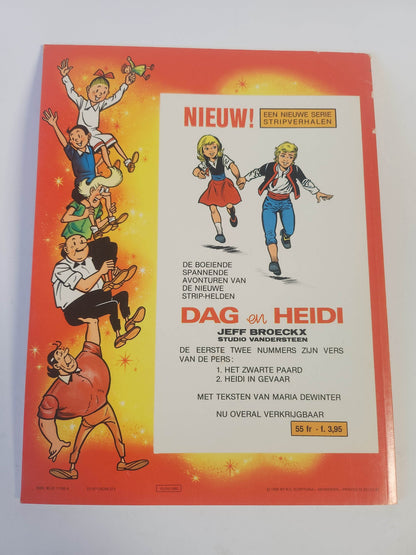 NIEUW!
EEN NIEUWE SERIE
STRIPVERHALEN
DE BOEIENDE
SPANNENDE
AVONTUREN VAN
DE NIEUWE
STRIP-HELDEN
DAG en HEIDI
JEFF BROECKX
STUDIO VANDERSTEEN
DE EERSTE TWEE NUMMERS ZIJN VERS
VAN DE PERS:
1. HET ZWARTE PAARD
2. HEIDI IN GEVAAR
MET TEKSTEN VAN MARIA DEWINTER
NU OVERAL VERKRIJGBAAR
55 fr - f. 3,95